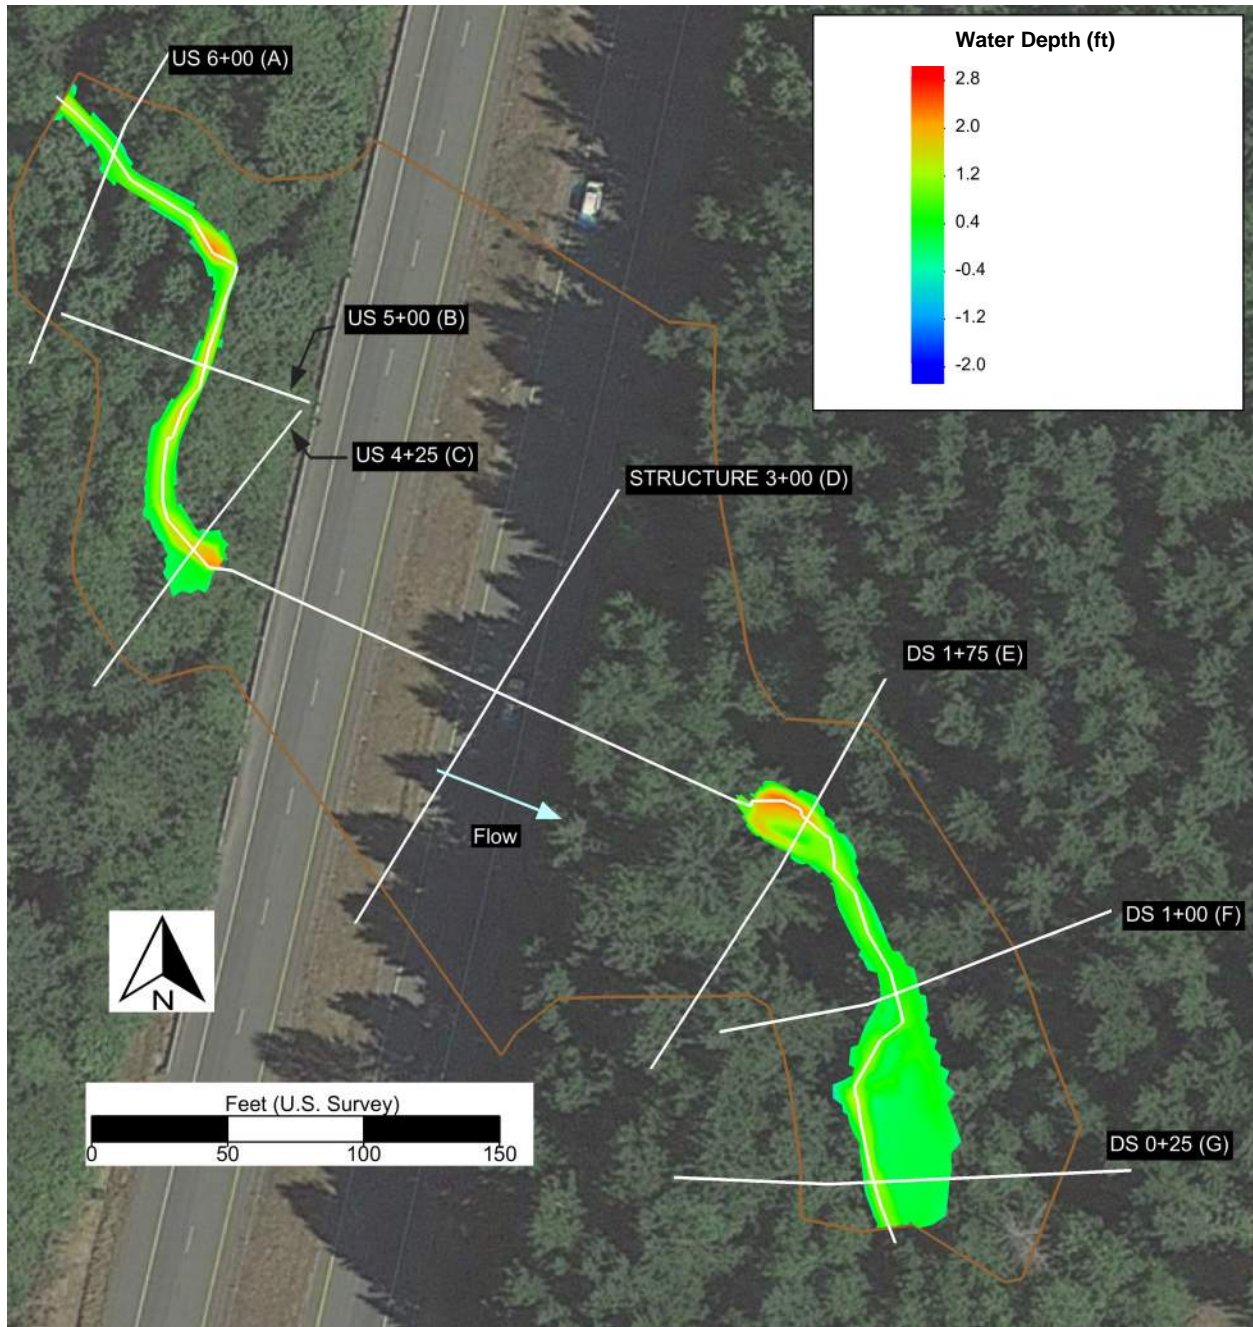 US 6+00 (A)
Water Depth (ft)
2.8
2.0
1.2
0.4
-0.4
-1.2
-2.0
US 5+00 (B)
US 4+25 (C)
STRUCTURE 3+00 (D)
DS 1+75 (E)
Flow
DS 1+00 (F)
N
Feet (U.S. Survey)
0 50 100 150
DS 0+25 (G)